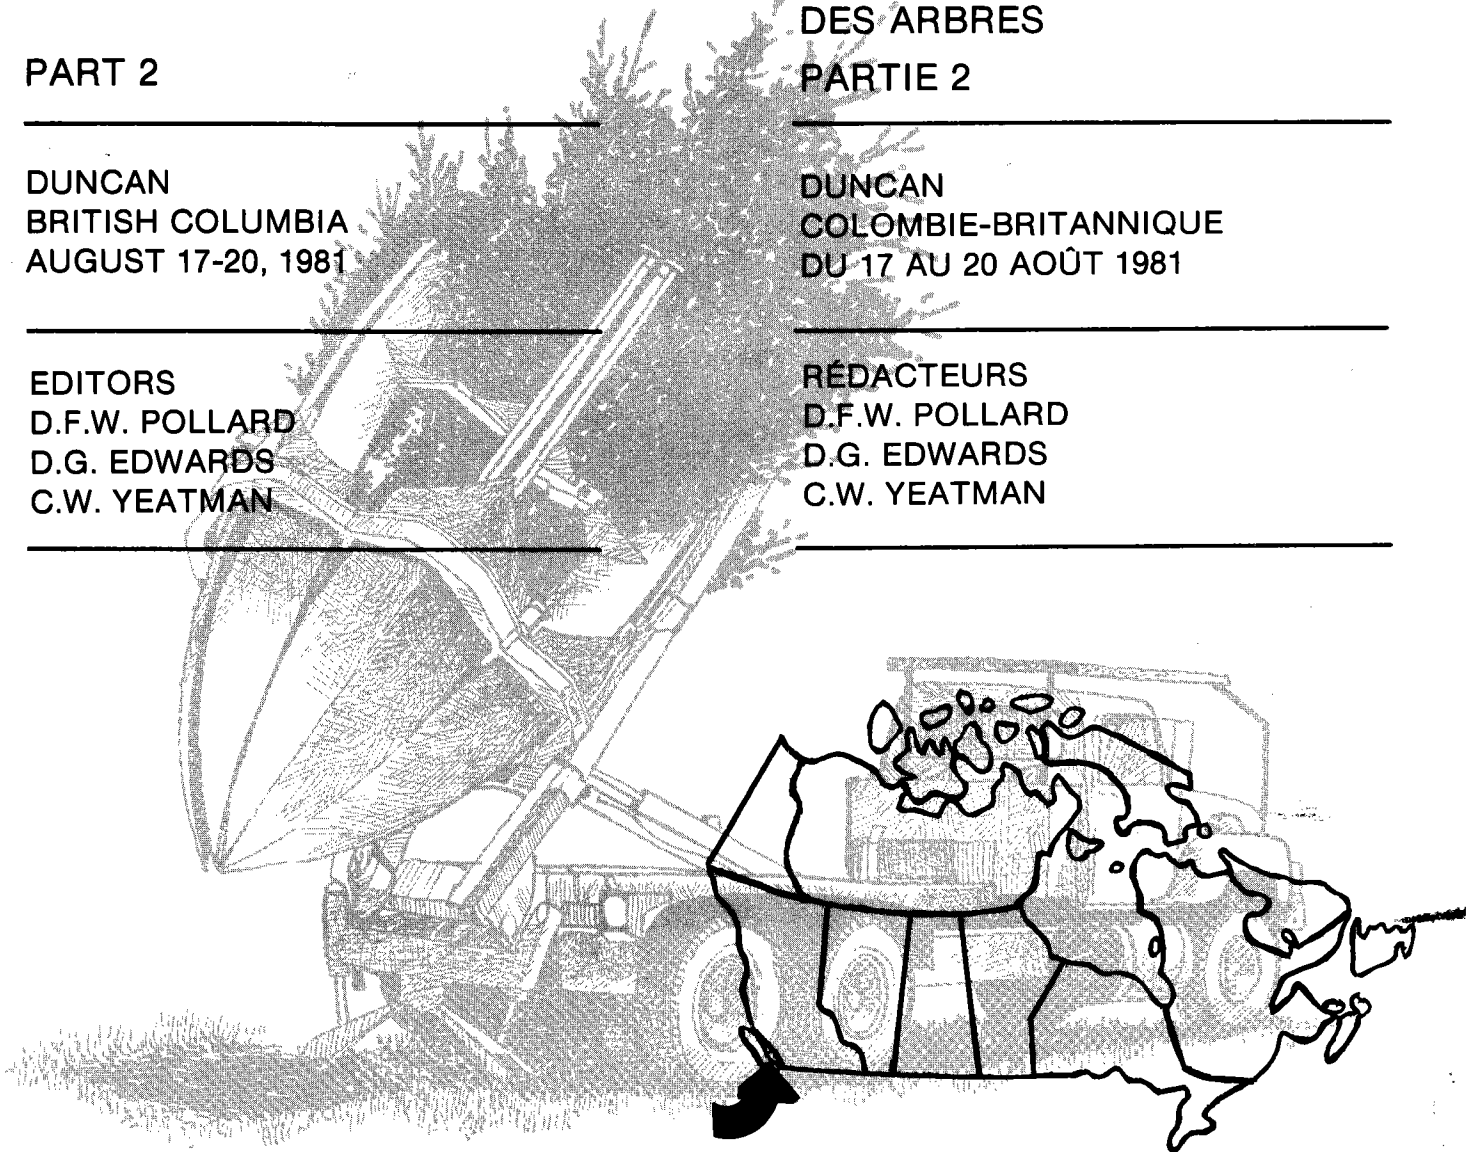 PART 2
DUNCAN
BRITISH COLUMBIA
AUGUST 17-20, 1981
EDITORS
D.F.W. POLLARD
D.G. EDWARDS
C.W. YEATMAN
DES ARBRES
PARTIE 2
DUNCAN
COLOMBIE-BRITANNIQUE
DU 17 AU 20 AOÛT 1981
RÉDACTEURS
D.F.W. POLLARD
D.G. EDWARDS
C.W. YEATMAN